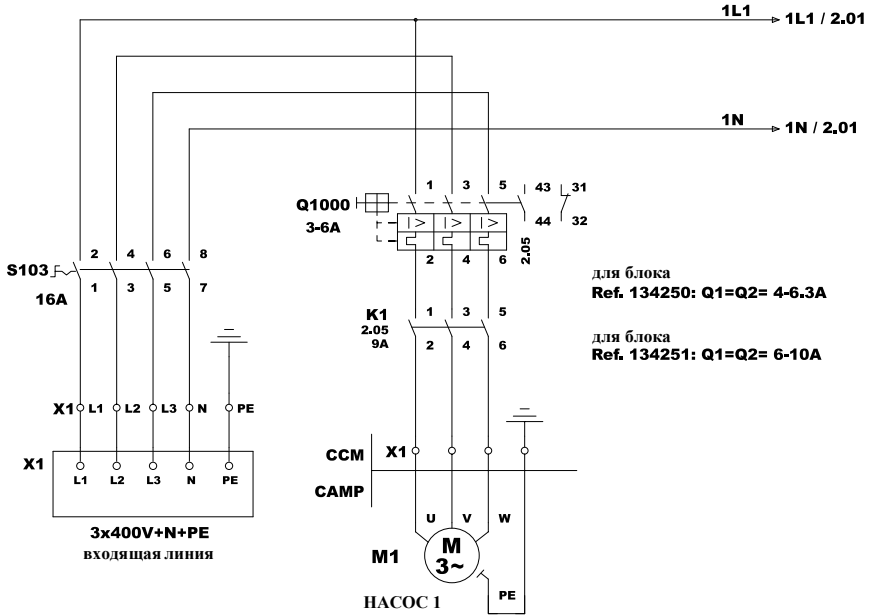 1L1
1L1 / 2.01
1N
1N / 2.01
1 3 5 43 31
Q1000
3-6A
I> I> I>
44 32
2 4 6 2.05
2 4 6 8
S103
16A
1 3 5 7
для блока
Ref. 134250: Q1=Q2= 4-6.3A
для блока
Ref. 134251: Q1=Q2= 6-10A
K1
2.05
9A
1 3 5
2 4 6
X1 L1 L2 L3 N PE
X1
L1 L2 L3 N PE
3x400V+N+PE
входящая линия
CCM X1
CAMP
U V W
M1
M
3~
PE
НАСОС 1